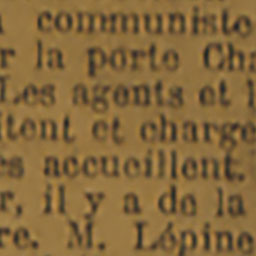 communiste
r la porte Cha
Les agents et l
itent et charge
es accueillent.
r, il y a de la
re. M. Lépine